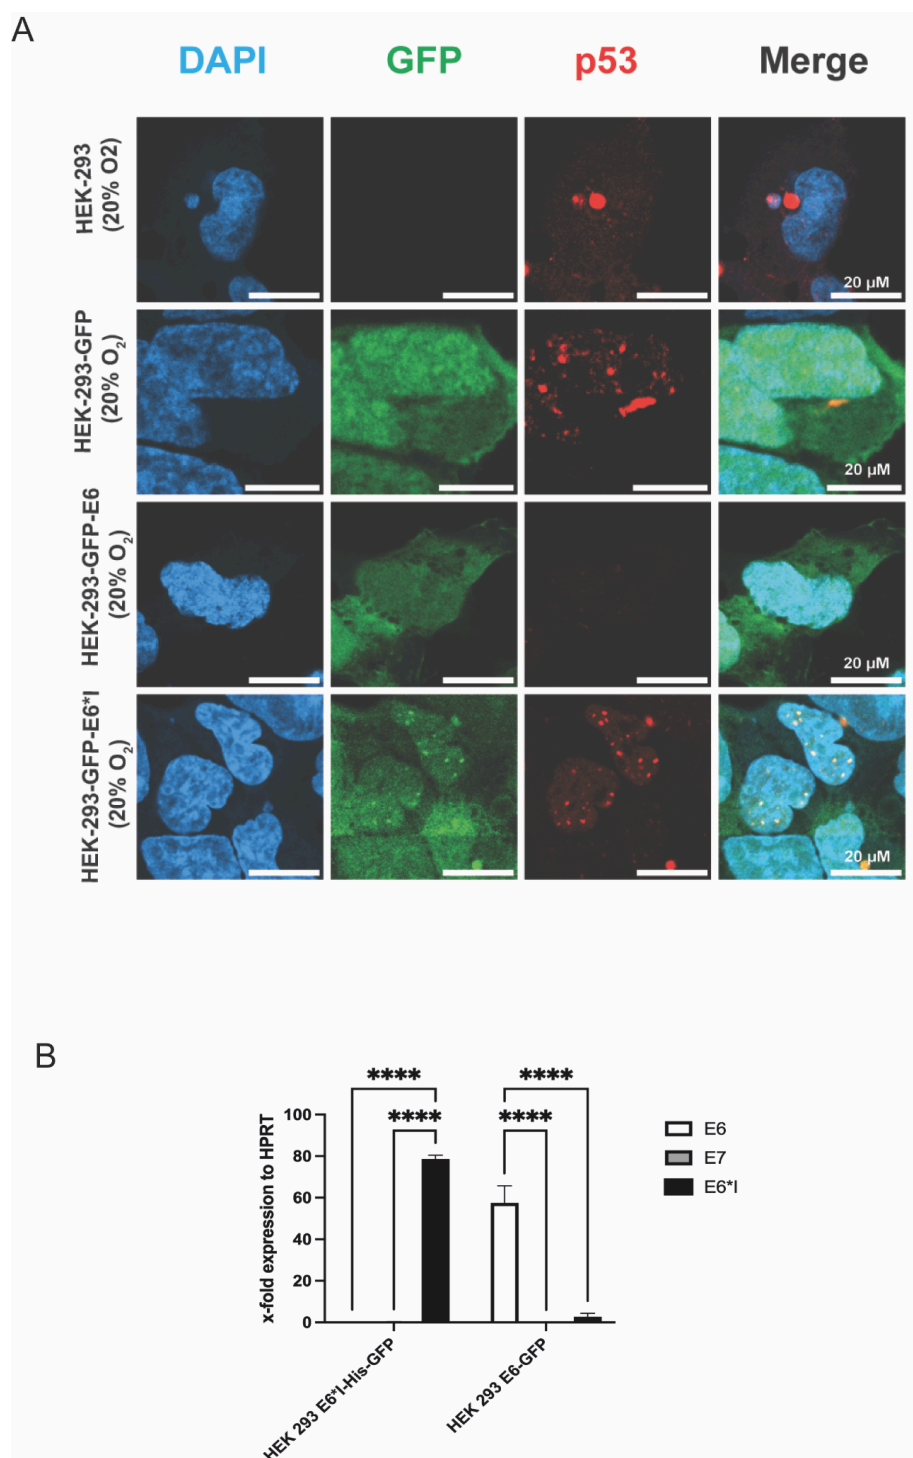 A
DAPI GFP p53 Merge
HEK-293
(20% O2)
20 µM
HEK-293-GFP
(20% O₂)
20 µM
HEK-293-GFP-E6
(20% O₂)
20 µM
HEK-293-GFP-E6*I
(20% O₂)
20 µM
B
**** ****
**** ****
x-fold expression to HPRT
100
80
60
40
20
0
E6
E7
E6*I
HEK 293 E6*I-His-GFP
HEK 293 E6-GFP